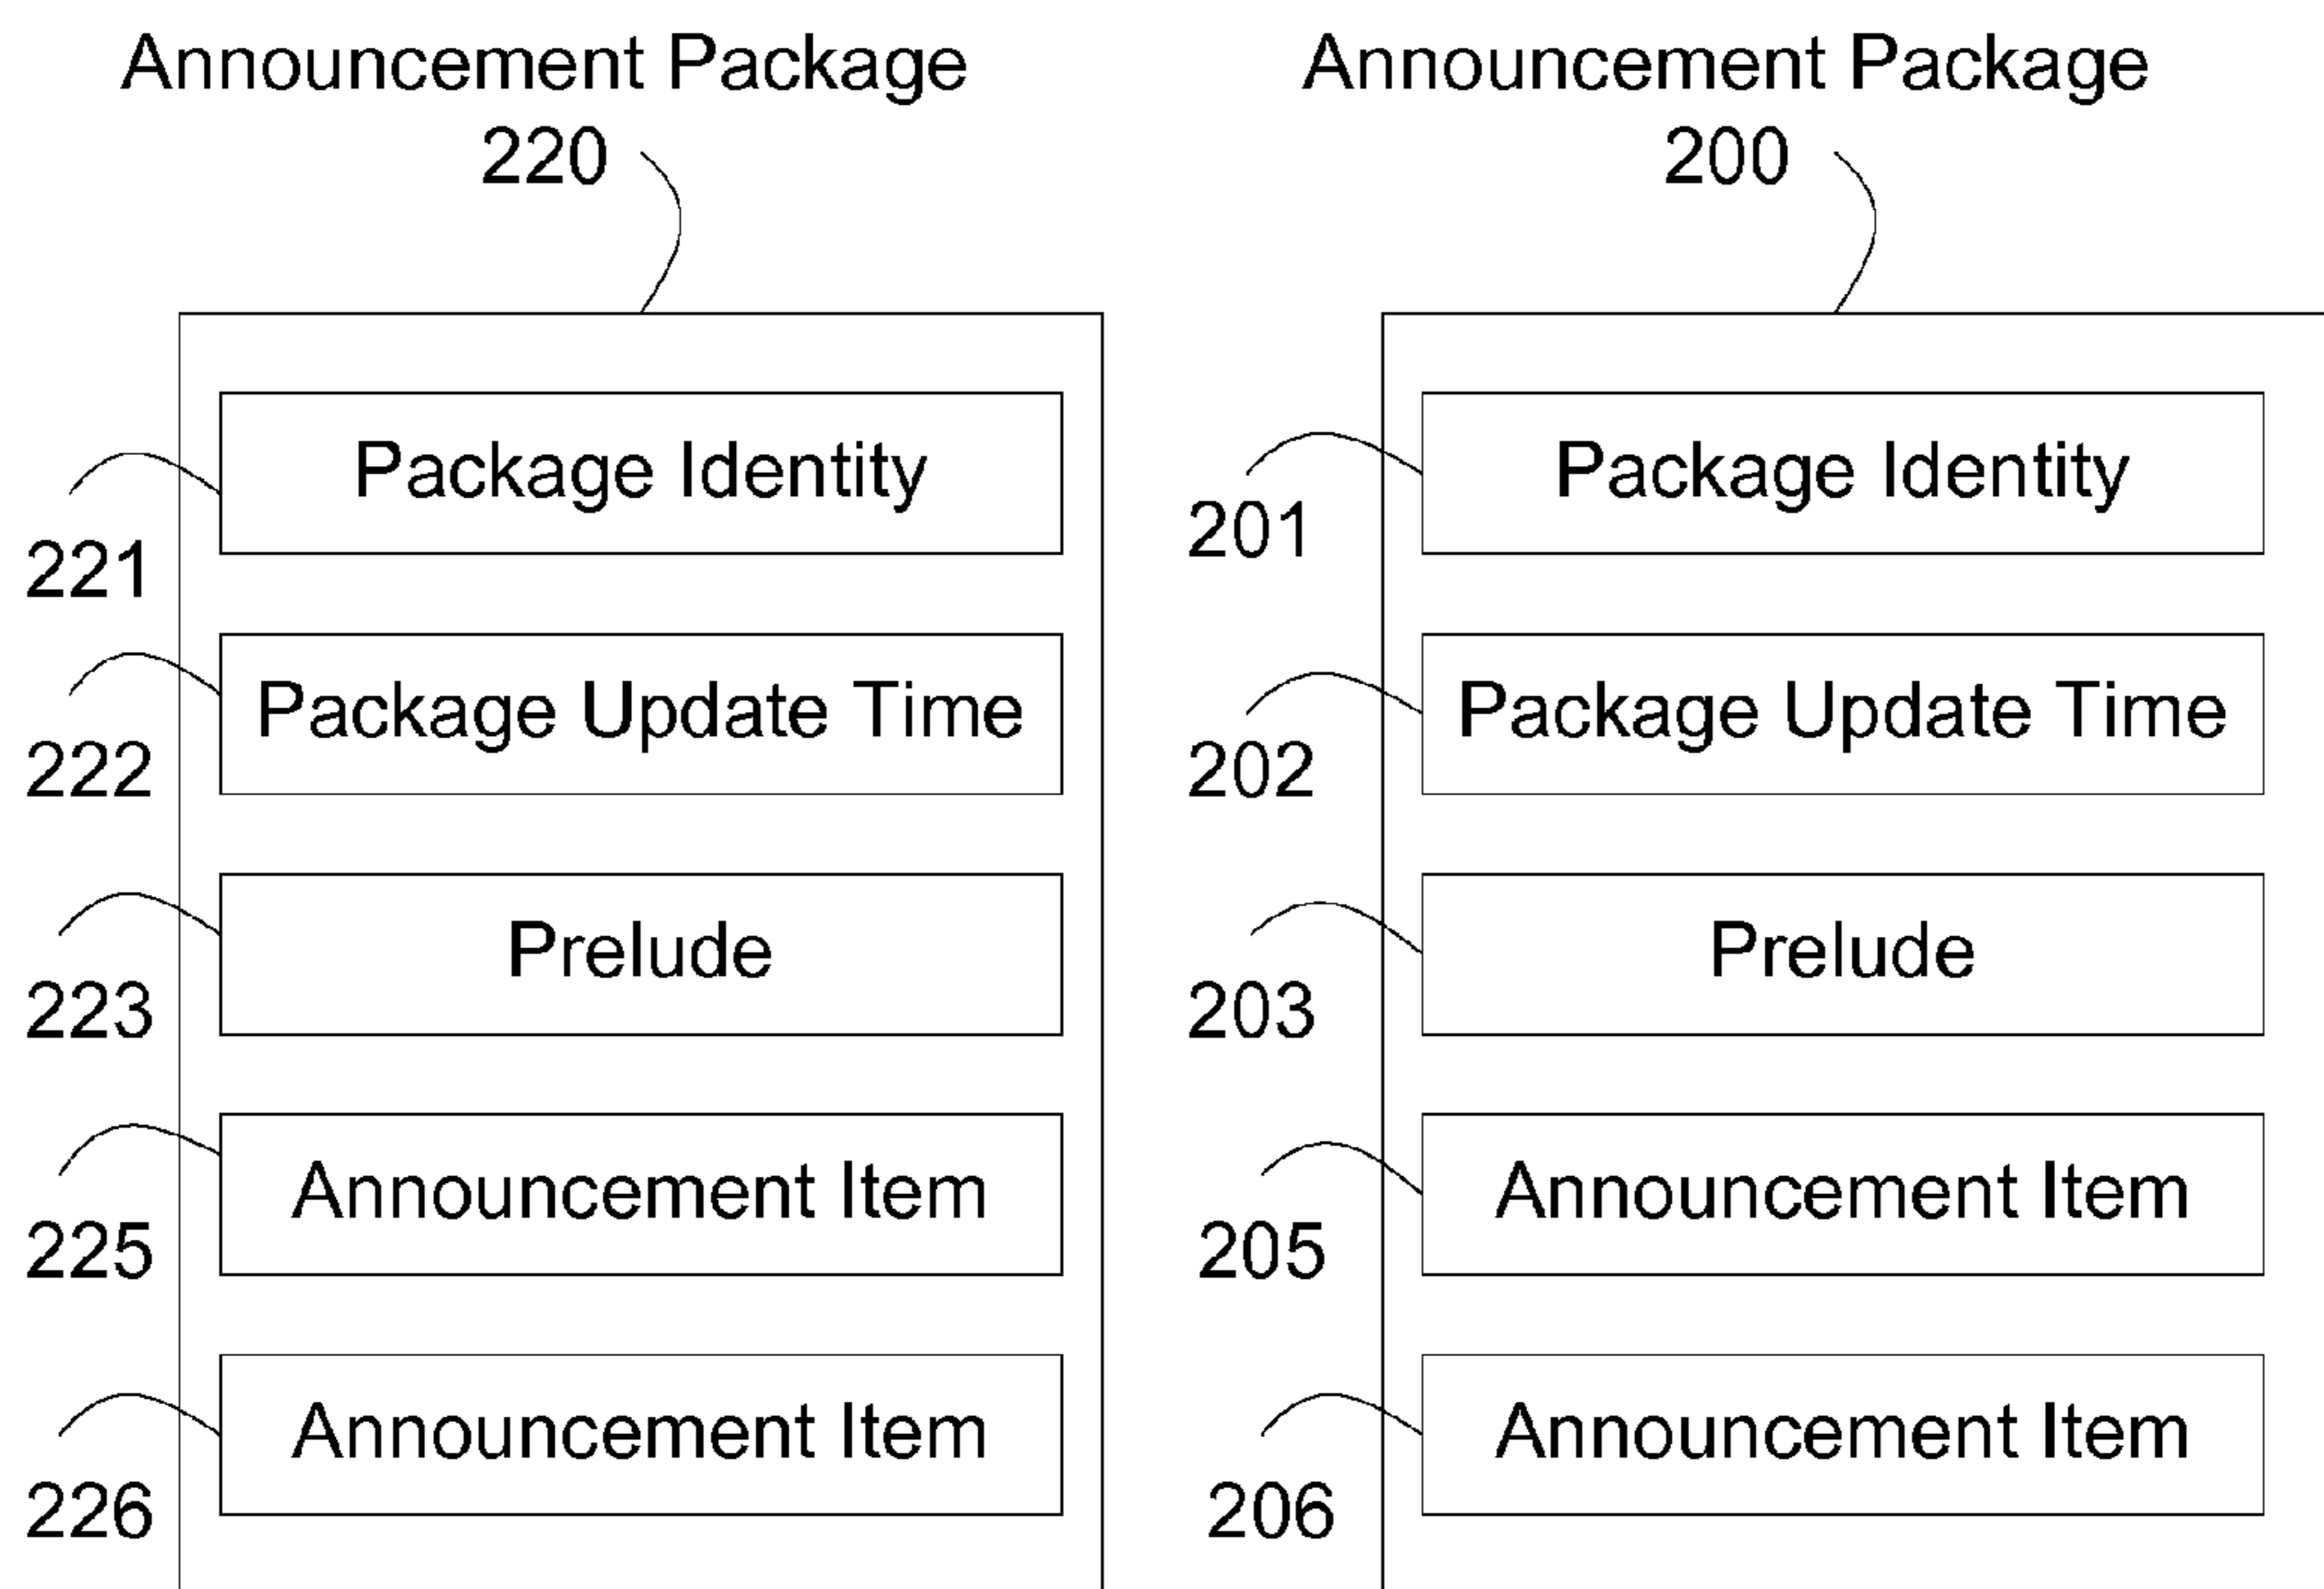 Announcement Package
220
Package Identity
221
Package Update Time
222
Prelude
223
Announcement Item
225
Announcement Item
226
Announcement Package
200
Package Identity
201
Package Update Time
202
Prelude
203
Announcement Item
205
Announcement Item
206